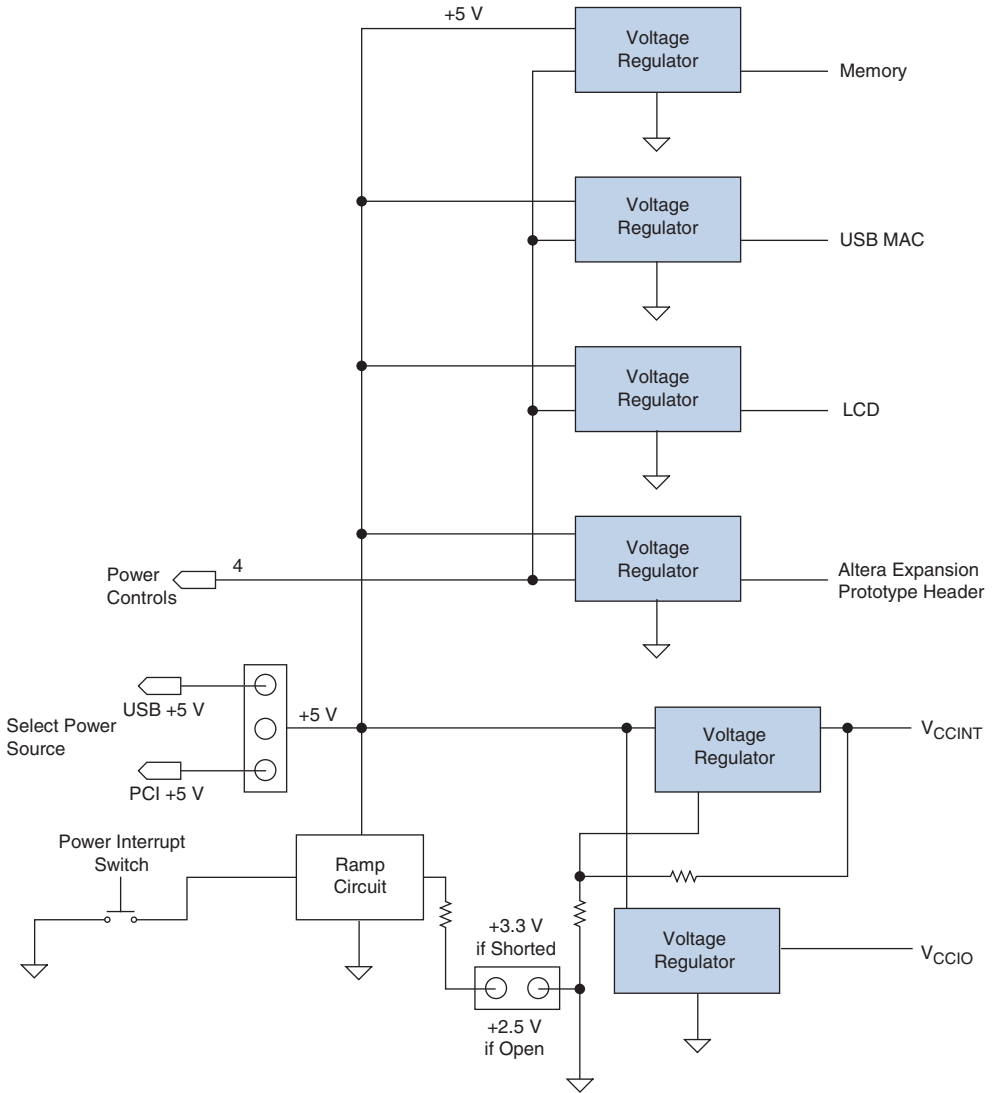 +5 V
Voltage
Regulator
Memory
Voltage
Regulator
USB MAC
Voltage
Regulator
LCD
Voltage
Regulator
Altera Expansion
Prototype Header
Power
Controls
4
Select Power
Source
USB +5 V
PCI +5 V
+5 V
Voltage
Regulator
VCCINT
Power Interrupt
Switch
Ramp
Circuit
+3.3 V
if Shorted
+2.5 V
if Open
Voltage
Regulator
VCCIO